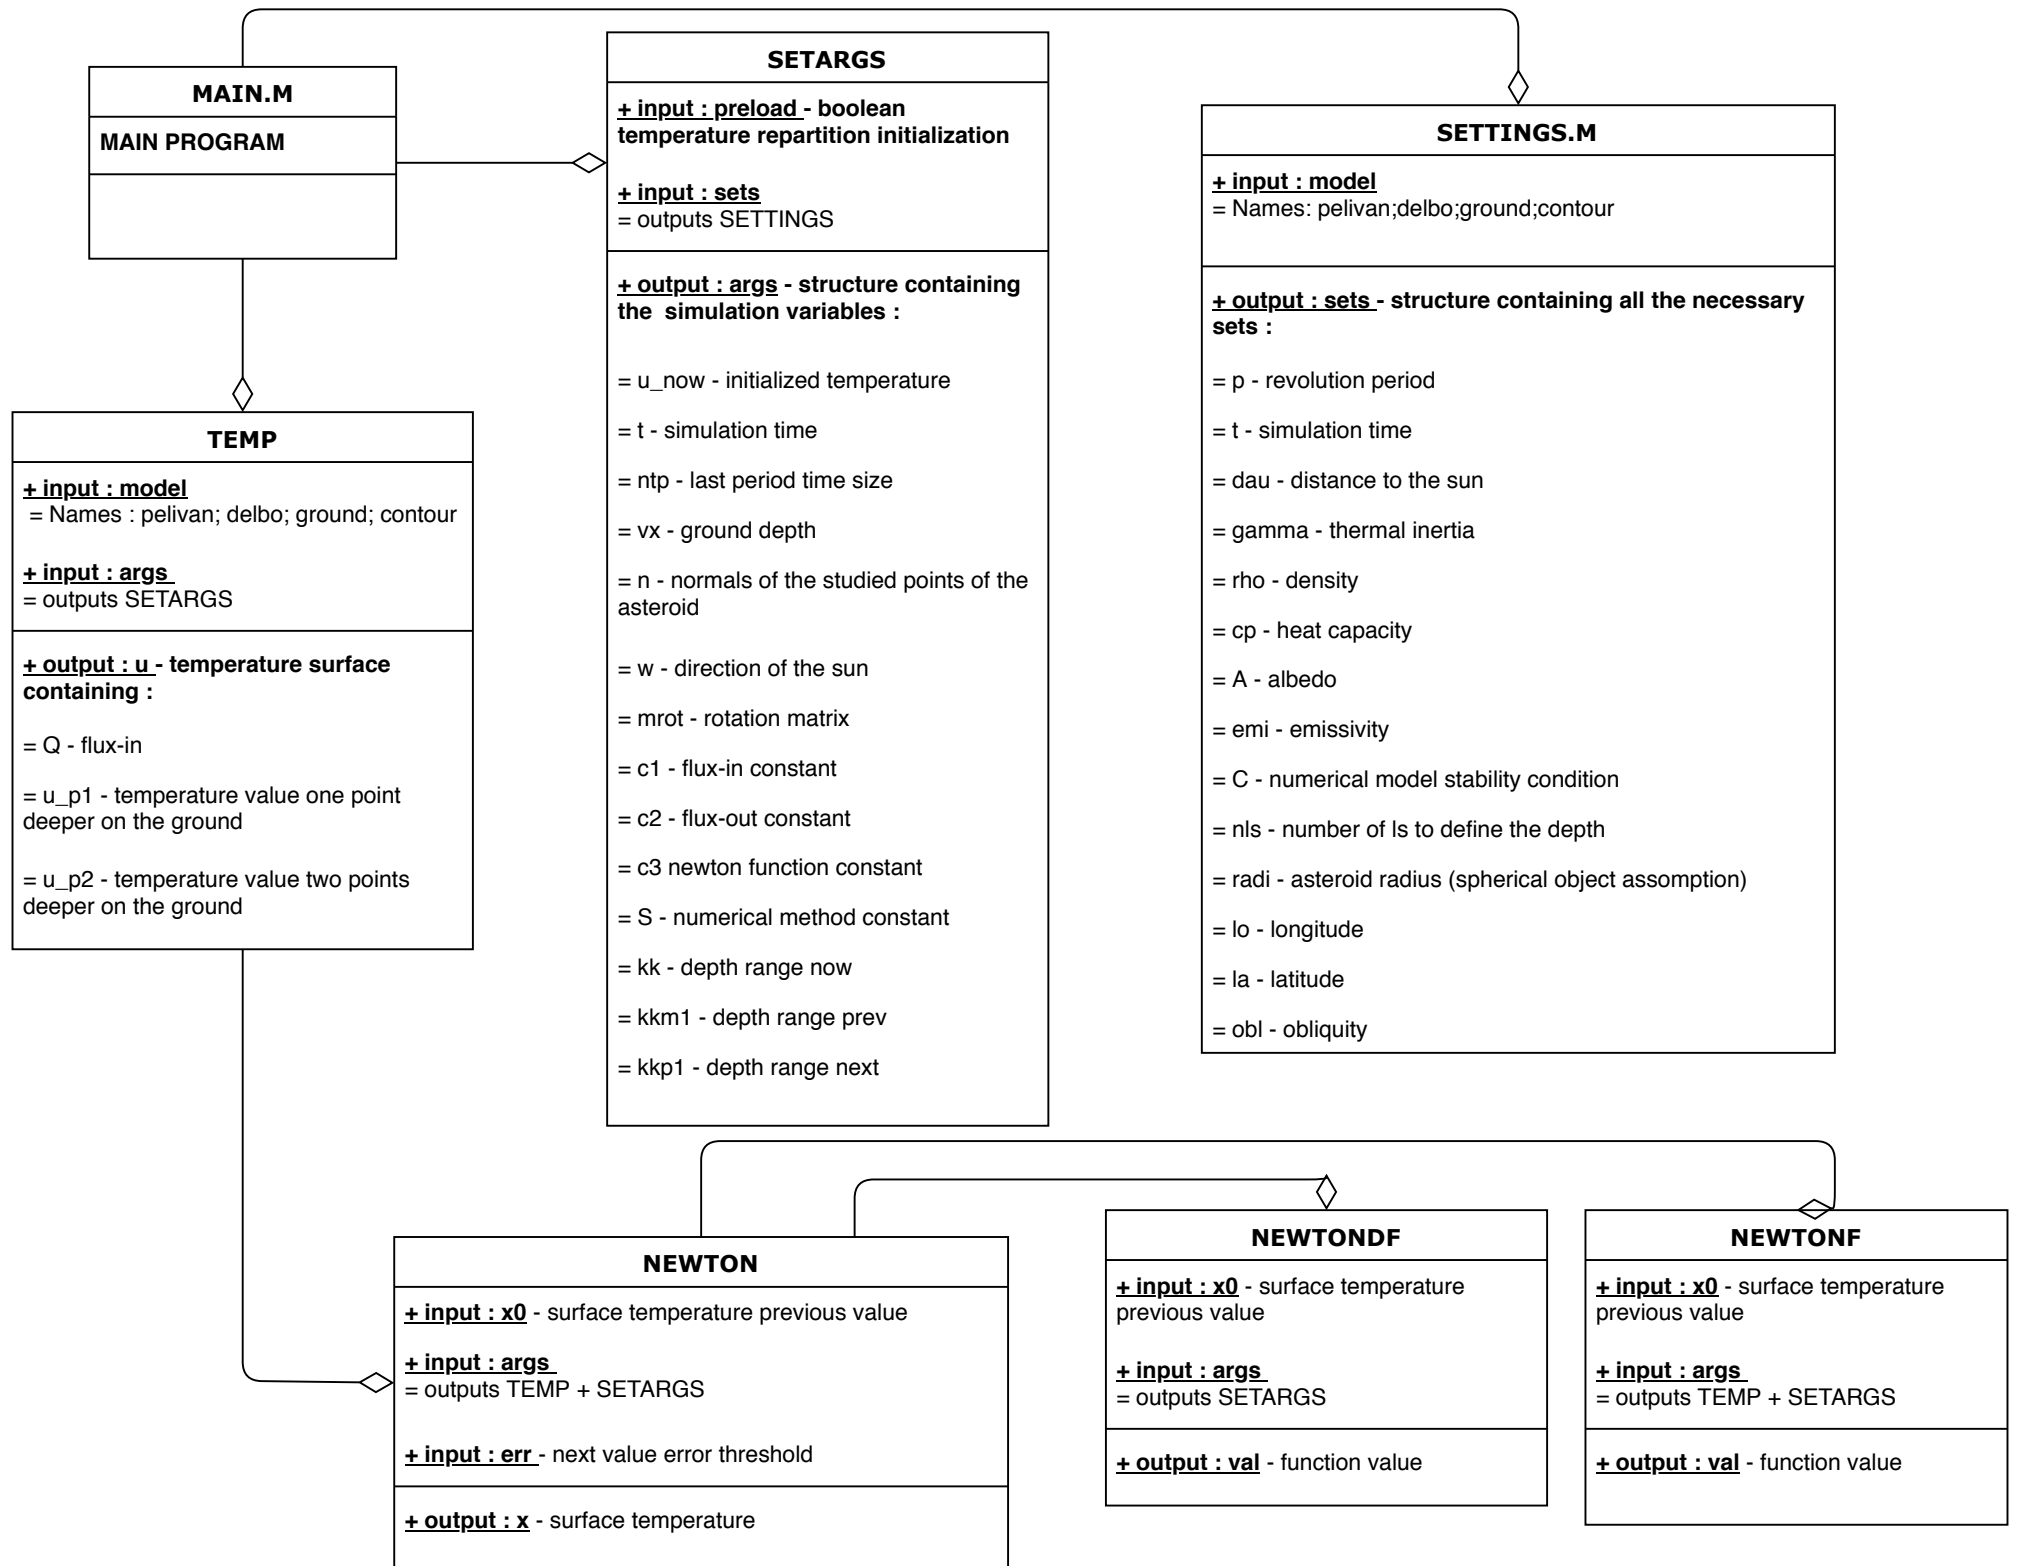 MAIN.M
MAIN PROGRAM
SETARGS
+ input : preload - boolean
temperature repartition initialization
+ input : sets
= outputs SETTINGS
+ output : args - structure containing
the simulation variables :
= u_now - initialized temperature
= t - simulation time
= ntp - last period time size
= vx - ground depth
= n - normals of the studied points of the
asteroid
= w - direction of the sun
= mrot - rotation matrix
= c1 - flux-in constant
= c2 - flux-out constant
= c3 newton function constant
= S - numerical method constant
= kk - depth range now
= kkm1 - depth range prev
= kkp1 - depth range next
SETTINGS.M
+ input : model
= Names: pelivan;delbo;ground;contour
+ output : sets - structure containing all the necessary
sets :
= p - revolution period
= t - simulation time
= dau - distance to the sun
= gamma - thermal inertia
= rho - density
= cp - heat capacity
= A - albedo
= emi - emissivity
= C - numerical model stability condition
= nls - number of ls to define the depth
= radi - asteroid radius (spherical object assomption)
= lo - longitude
= la - latitude
= obl - obliquity
TEMP
+ input : model
= Names : pelivan; delbo; ground; contour
+ input : args
= outputs SETARGS
+ output : u - temperature surface
containing :
= Q - flux-in
= u_p1 - temperature value one point
deeper on the ground
= u_p2 - temperature value two points
deeper on the ground
NEWTON
+ input : x0 - surface temperature previous value
+ input : args
= outputs TEMP + SETARGS
+ input : err - next value error threshold
+ output : x - surface temperature
NEWTONDF
+ input : x0 - surface temperature
previous value
+ input : args
= outputs SETARGS
+ output : val - function value
NEWTONF
+ input : x0 - surface temperature
previous value
+ input : args
= outputs TEMP + SETARGS
+ output : val - function value